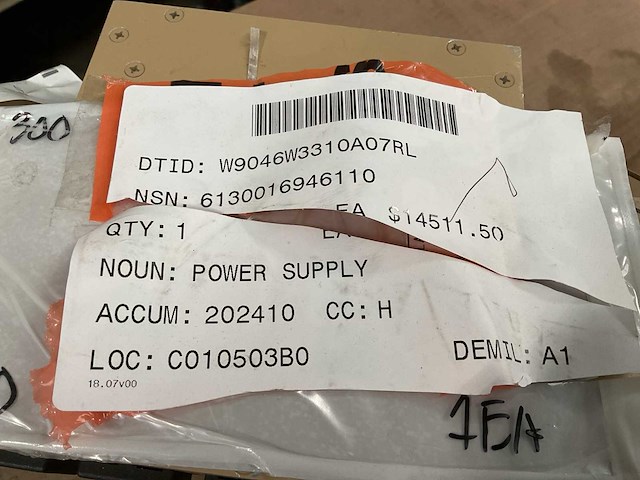 300
DTID: W9046W3310A07RL
NSN: 6130016946110
QTY: 1 EA $14511.50
NOUN: POWER SUPPLY
ACCUM: 202410 CC: H
LOC: C010503B0 DEMIL: A1
18.07v00
1EA